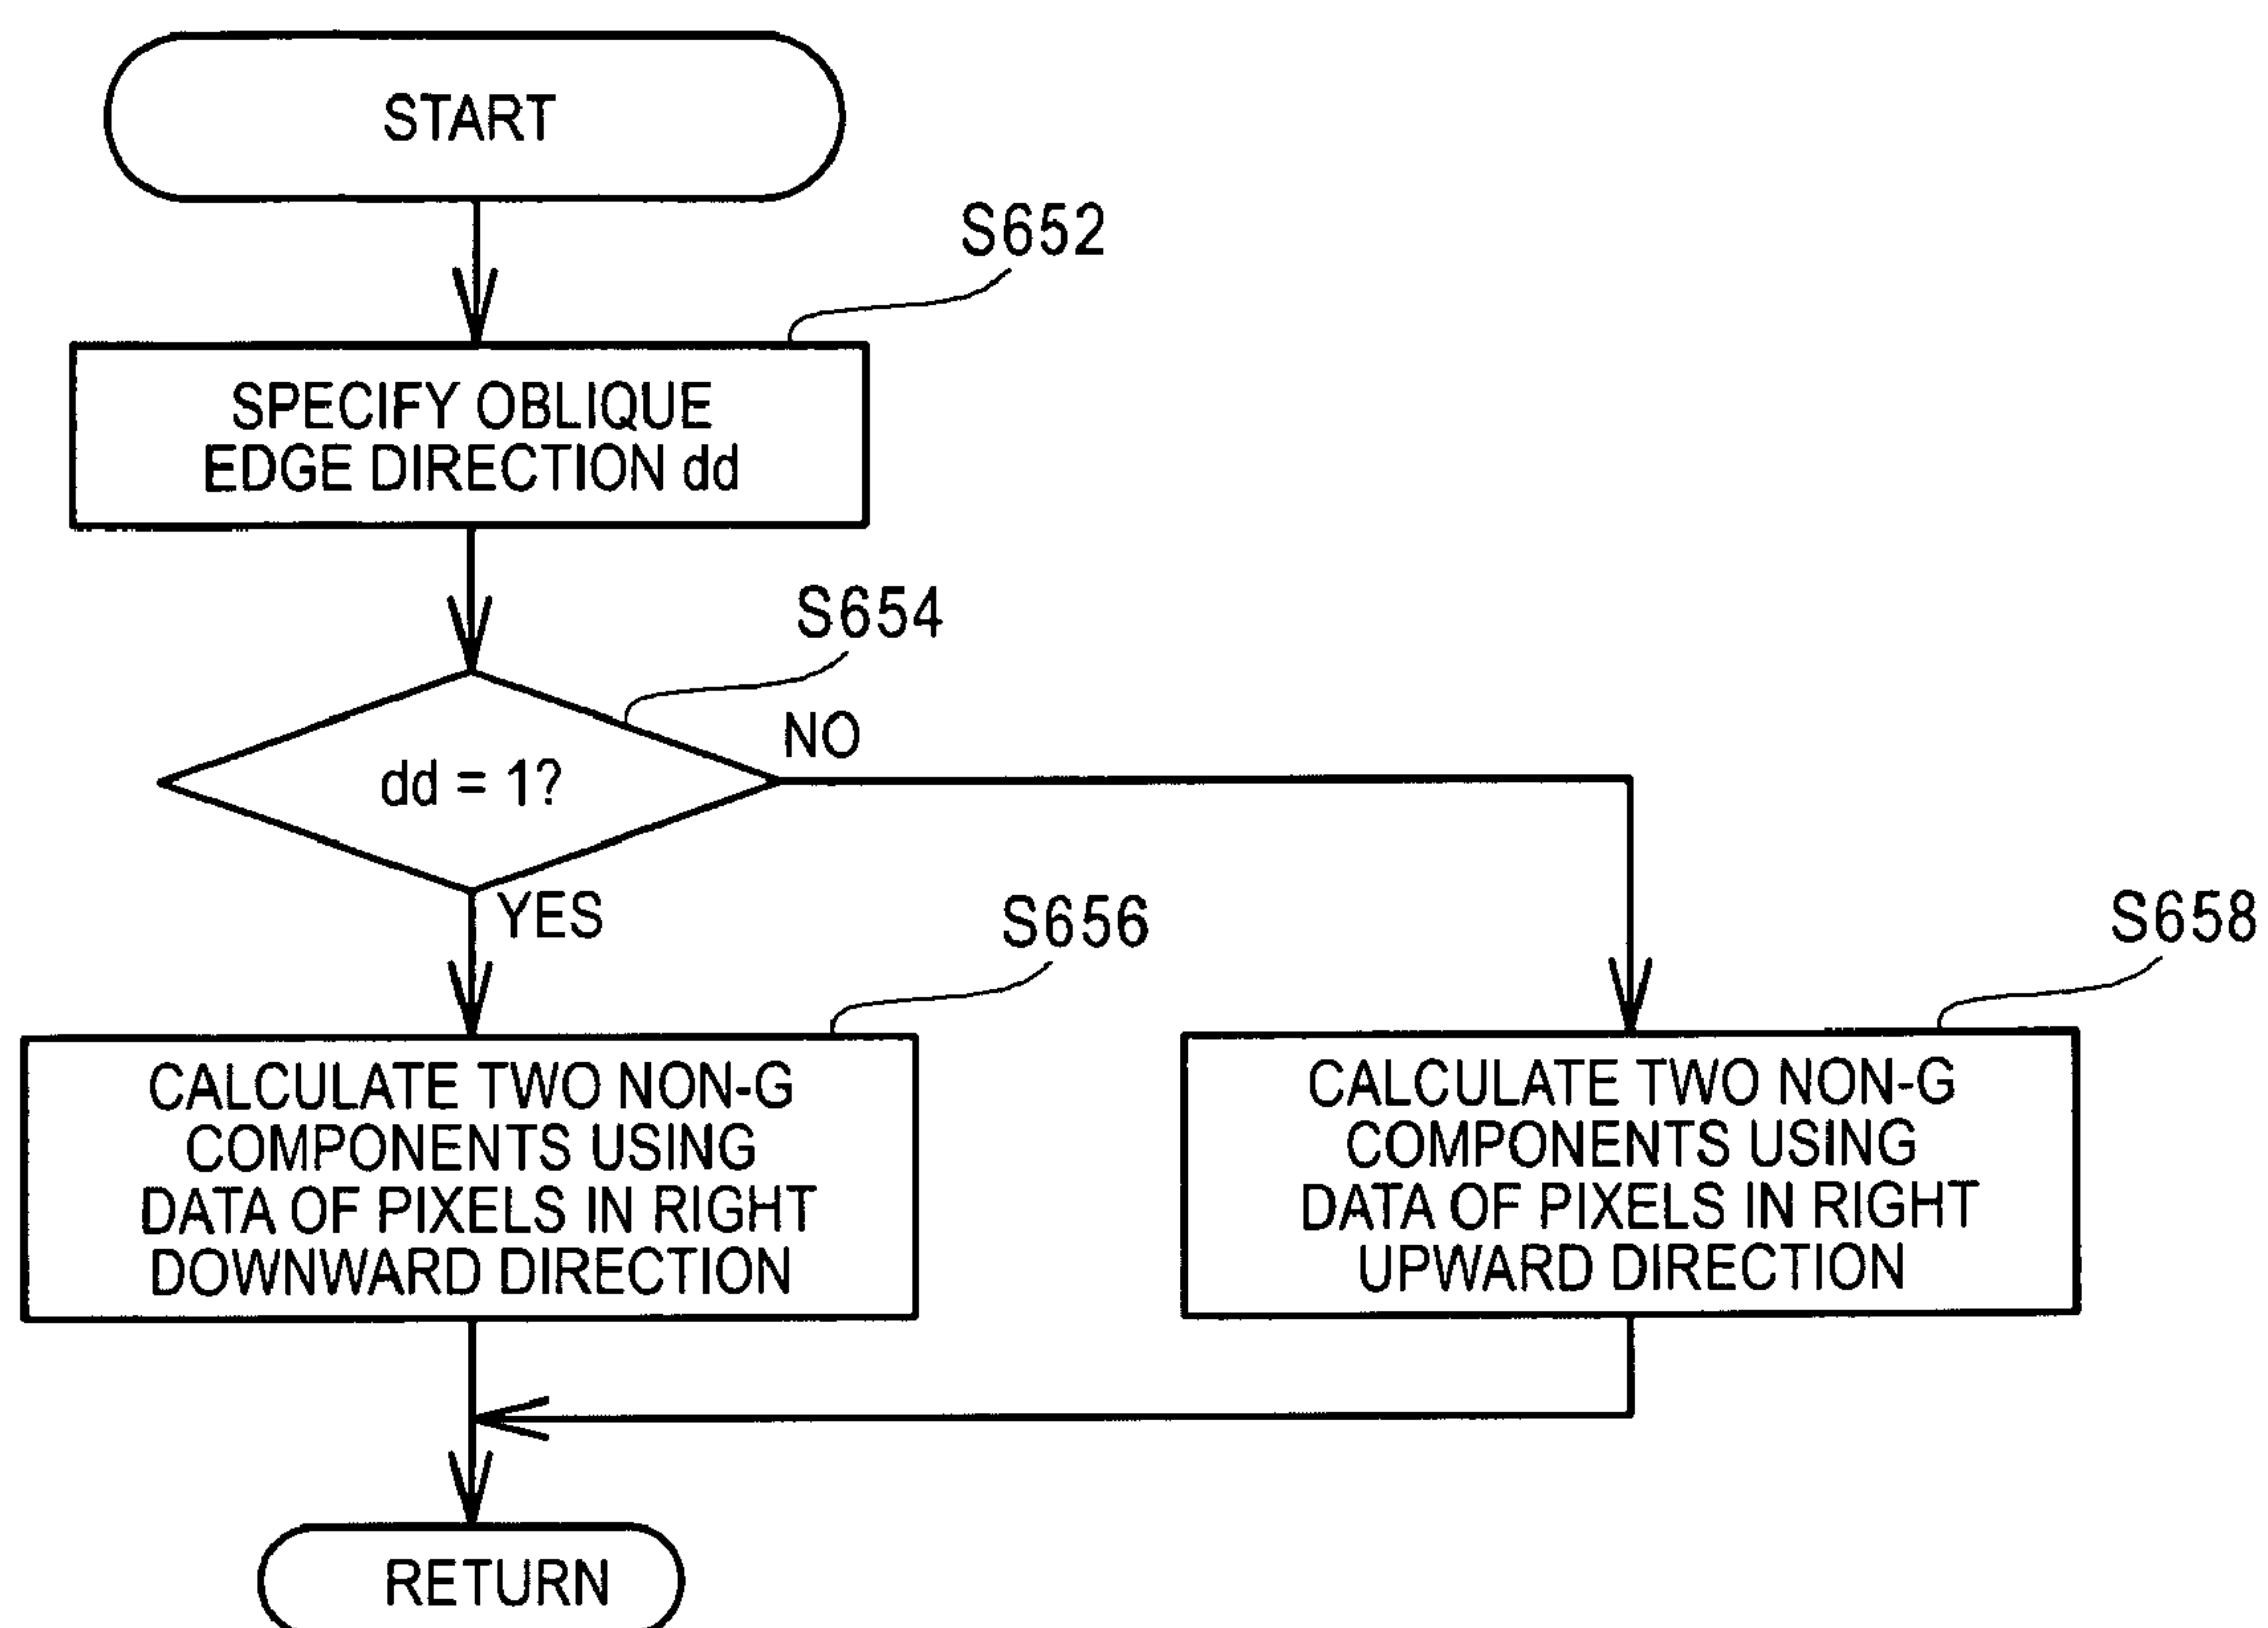 START
S652
SPECIFY OBLIQUE
EDGE DIRECTION dd
S654
dd = 1?
NO
YES
S656
CALCULATE TWO NON-G
COMPONENTS USING
DATA OF PIXELS IN RIGHT
DOWNWARD DIRECTION
S658
CALCULATE TWO NON-G
COMPONENTS USING
DATA OF PIXELS IN RIGHT
UPWARD DIRECTION
RETURN